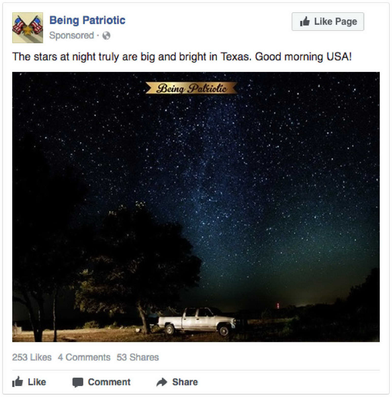 Being Patriotic
Like Page
Sponsored ·
The stars at night truly are big and bright in Texas. Good morning USA!
Being Patriotic
253 Likes 4 Comments 53 Shares
Like Comment Share